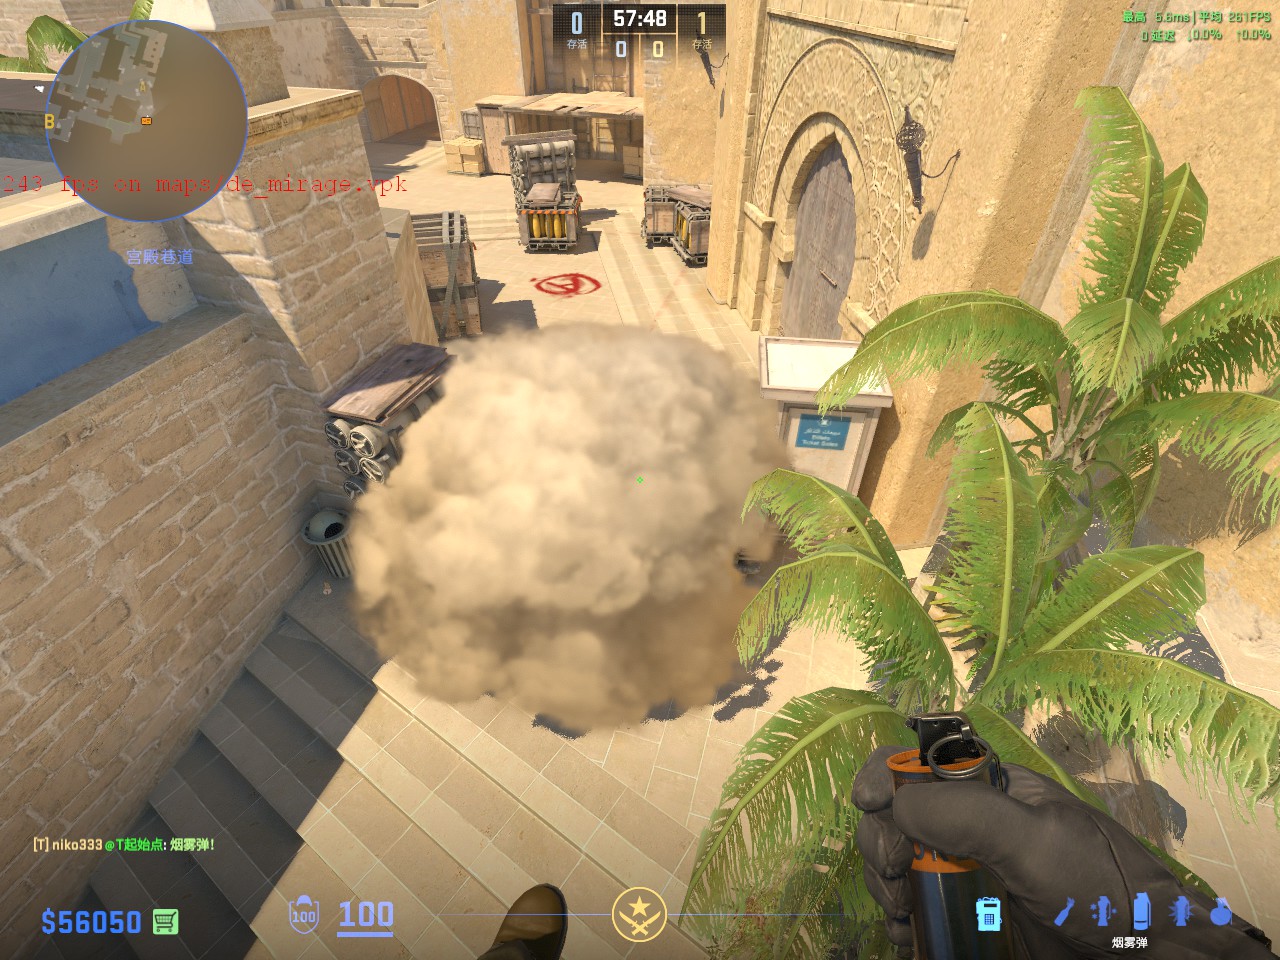 0
存活
57:48
0 0
1
存活
最高 5.6ms | 平均 261FPS
0 延迟 ↓0.0% ↑0.0%
B
243 fps on maps/de_mirage.vpk
宫殿巷道
Ticket Sales
[T] niko333@T起始点: 烟雾弹!
$56050
100
100
烟雾弹